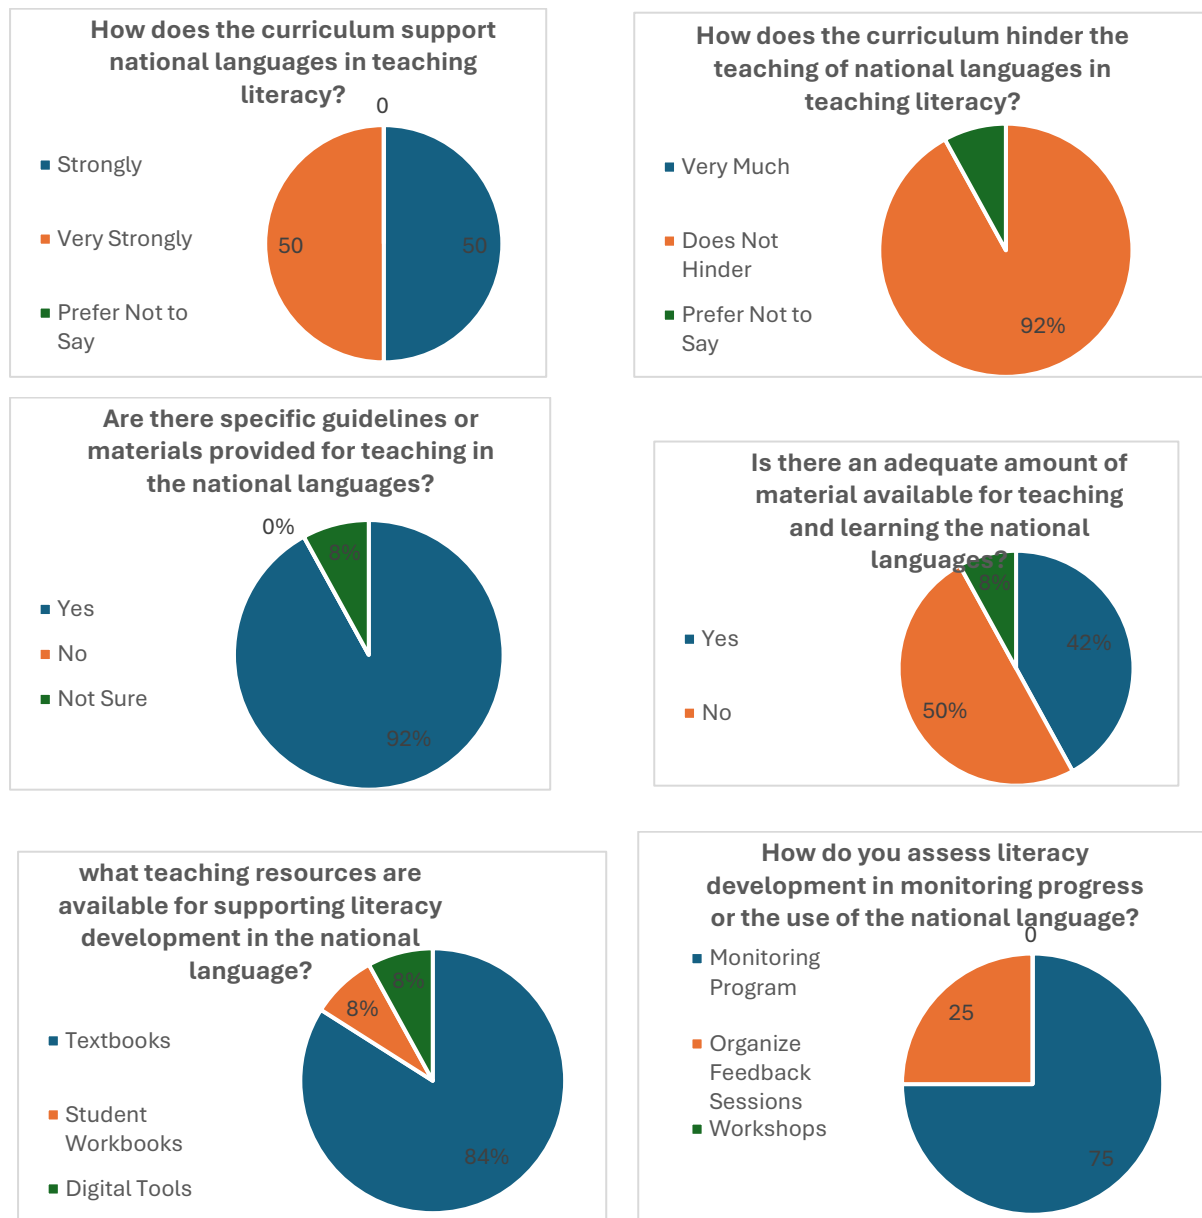 How does the curriculum support
national languages in teaching
literacy?
0
Strongly
Very Strongly
Prefer Not to
Say
50
50
How does the curriculum hinder the
teaching of national languages in
teaching literacy?
Very Much
Does Not
Hinder
Prefer Not to
Say
92%
Are there specific guidelines or
materials provided for teaching in
the national languages?
0%
8%
Yes
No
Not Sure
92%
Is there an adequate amount of
material available for teaching
and learning the national
languages?
8%
42%
Yes
No
50%
what teaching resources are
available for supporting literacy
development in the national
language?
8%
8%
Textbooks
Student
Workbooks
Digital Tools
84%
How do you assess literacy
development in monitoring progress
or the use of the national language?
0
Monitoring
Program
25
Organize
Feedback
Sessions
Workshops
75